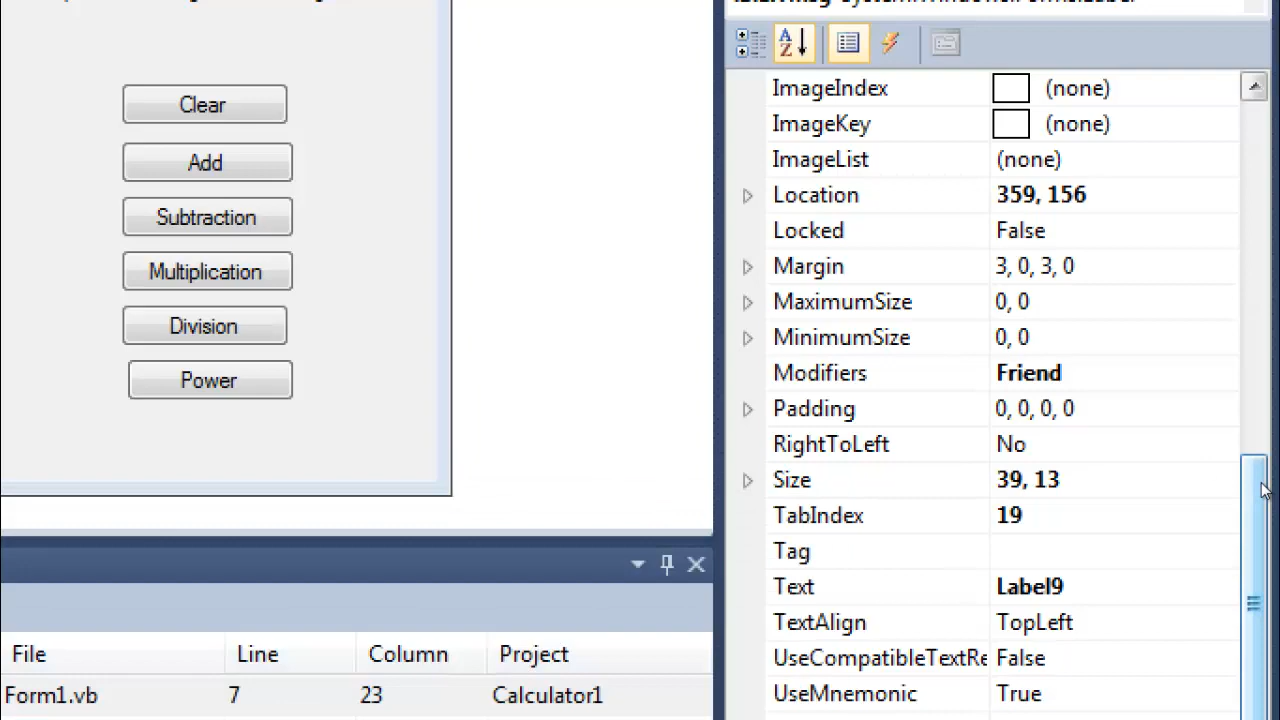 Clear
Add
Subtraction
Multiplication
Division
Power
A
Z
ImageIndex (none)
ImageKey (none)
ImageList (none)
Location 359, 156
Locked False
Margin 3, 0, 3, 0
MaximumSize 0, 0
MinimumSize 0, 0
Modifiers Friend
Padding 0, 0, 0, 0
RightToLeft No
Size 39, 13
TabIndex 19
Tag
Text Label9
TextAlign TopLeft
UseCompatibleTextRe False
UseMnemonic True
File Line Column Project
Form1.vb 7 23 Calculator1